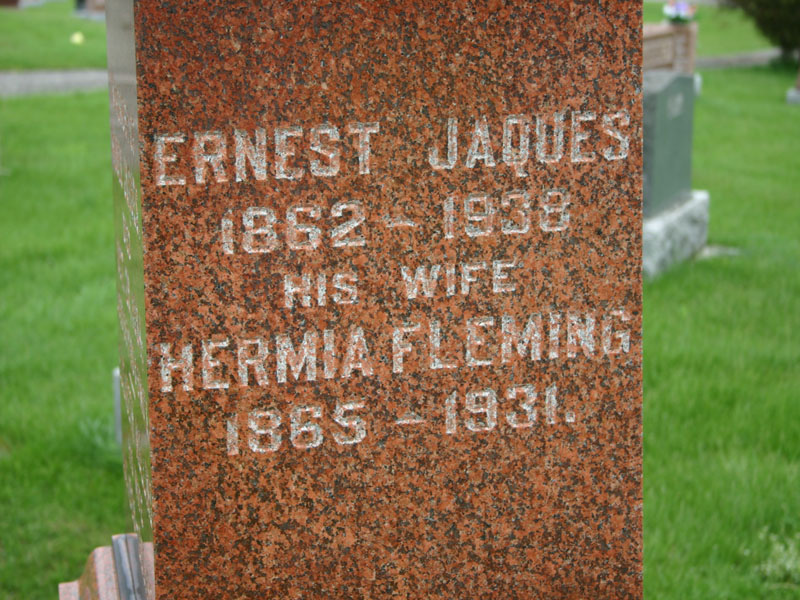 ERNEST JAQUES
1862 - 1938
HIS WIFE
HERMIA FLEMING
1865 - 1931.